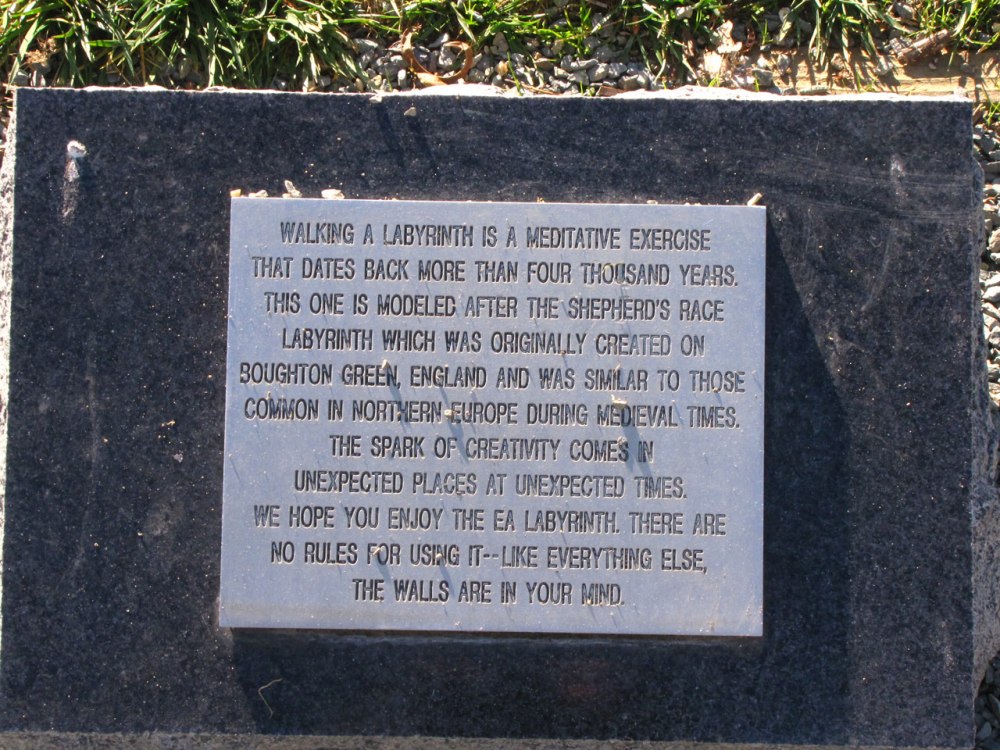 WALKING A LABYRINTH IS A MEDITATIVE EXERCISE
THAT DATES BACK MORE THAN FOUR THOUSAND YEARS.
THIS ONE IS MODELED AFTER THE SHEPHERD'S RACE
LABYRINTH WHICH WAS ORIGINALLY CREATED ON
BOUGHTON GREEN, ENGLAND AND WAS SIMILAR TO THOSE
COMMON IN NORTHERN EUROPE DURING MEDIEVAL TIMES.
THE SPARK OF CREATIVITY COMES IN
UNEXPECTED PLACES AT UNEXPECTED TIMES.
WE HOPE YOU ENJOY THE EA LABYRINTH. THERE ARE
NO RULES FOR USING IT--LIKE EVERYTHING ELSE,
THE WALLS ARE IN YOUR MIND.